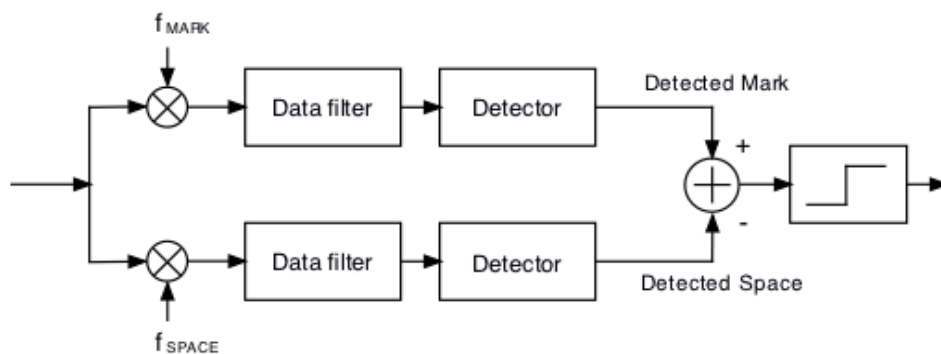 fMARK
Data filter
Detector
Detected Mark
+
-
Data filter
Detector
Detected Space
fSPACE